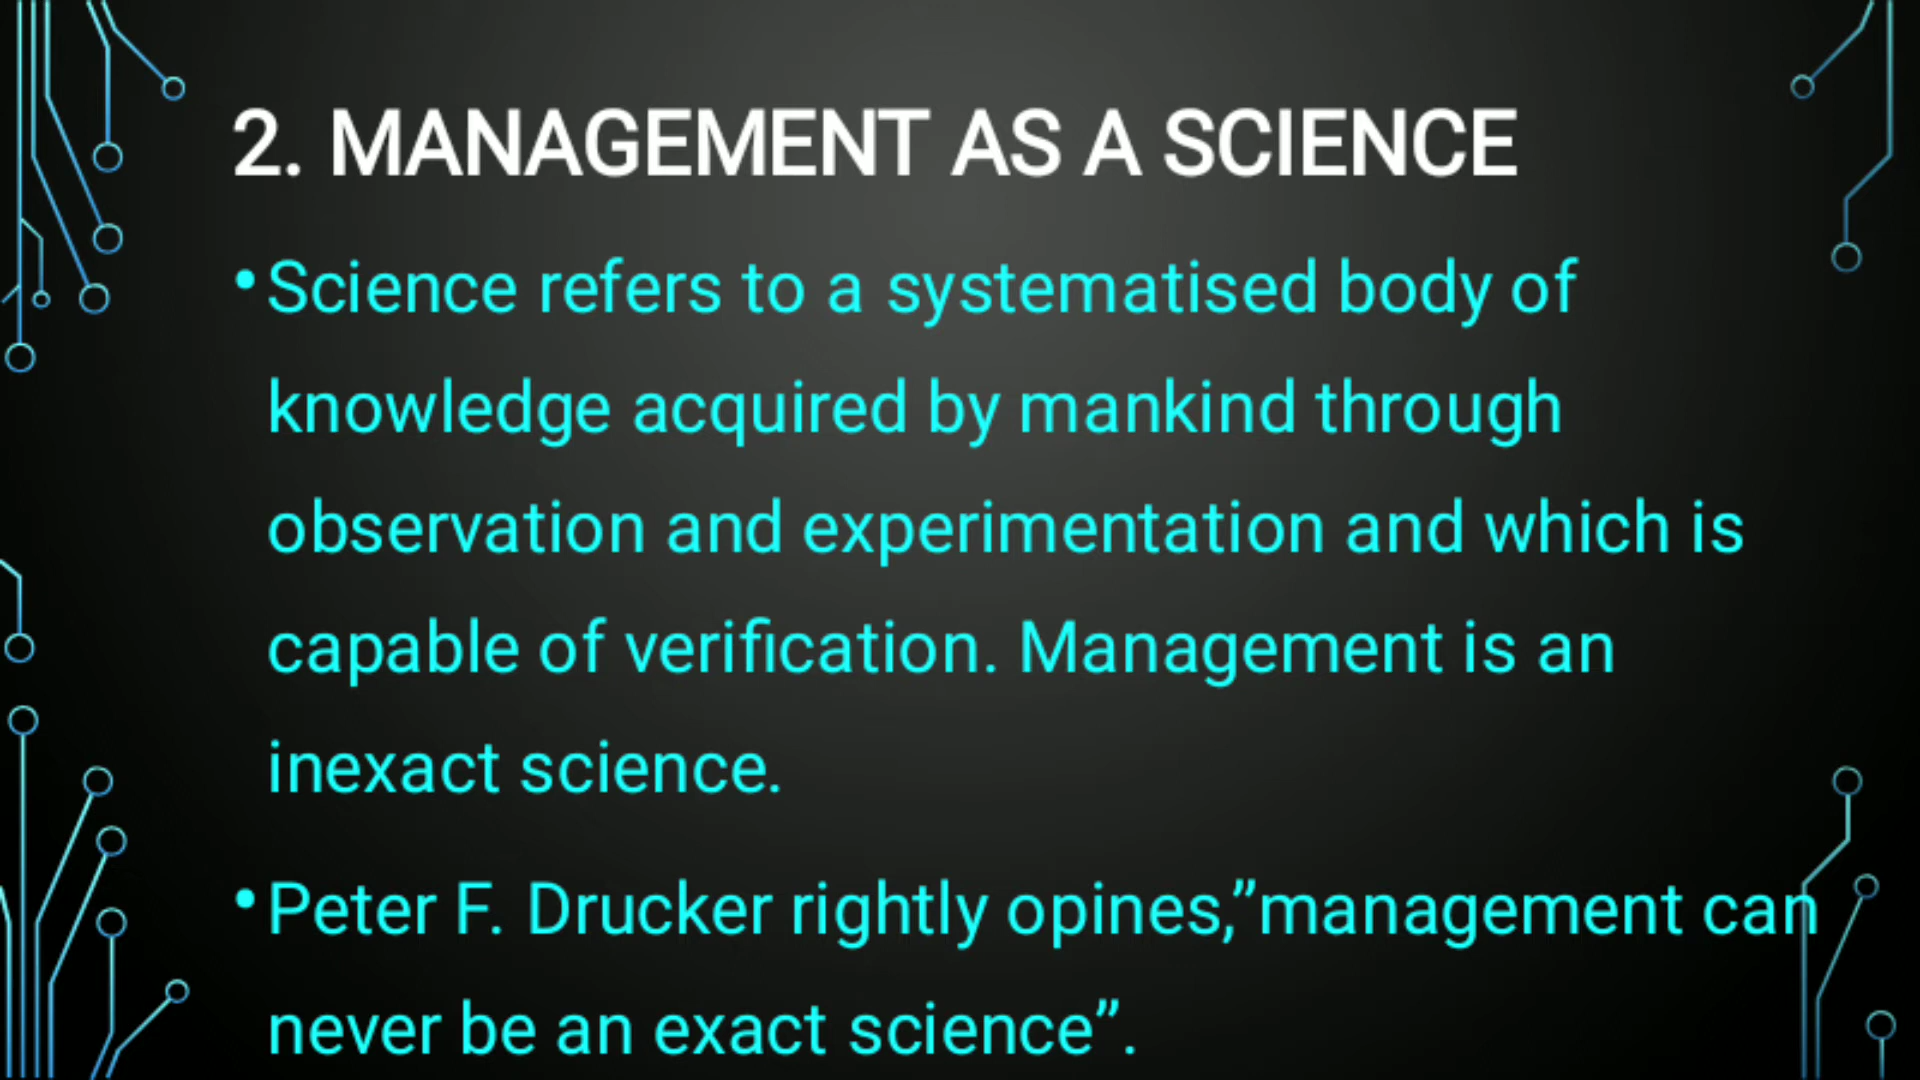 2. MANAGEMENT AS A SCIENCE
•Science refers to a systematised body of
knowledge acquired by mankind through
observation and experimentation and which is
capable of verification. Management is an
inexact science.
•Peter F. Drucker rightly opines,”management can
never be an exact science”.